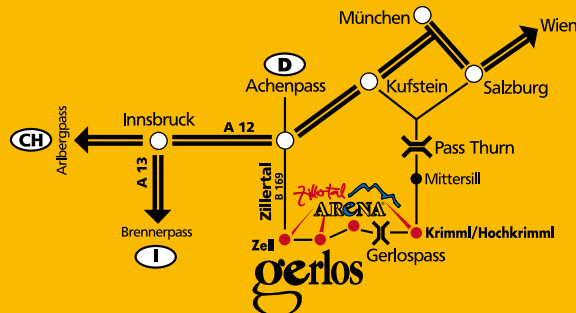 München
Wien
D
Achenpass
Kufstein
Salzburg
Innsbruck
A 12
CH
Arlbergpass
A 13
Pass Thurn
Zillertal
B 169
Mittersill
Zillertal
ARENA
Brennerpass
I
Zell
Krimml/Hochkrimml
Gerlospass
gerlos